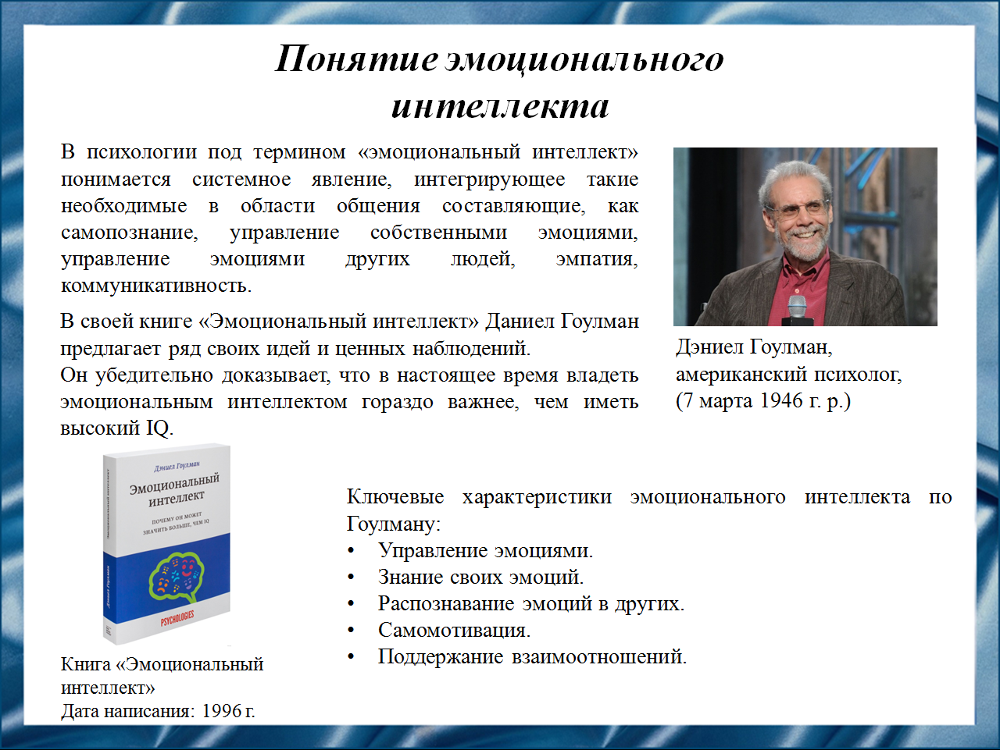 Понятие эмоционального
интеллекта
В психологии под термином «эмоциональный интеллект»
понимается системное явление, интегрирующее такие
необходимые в области общения составляющие, как
самопознание, управление собственными эмоциями,
управление эмоциями других людей, эмпатия,
коммуникативность.
В своей книге «Эмоциональный интеллект» Даниел Гоулман
предлагает ряд своих идей и ценных наблюдений.
Он убедительно доказывает, что в настоящее время владеть
эмоциональным интеллектом гораздо важнее, чем иметь
высокий IQ.
Дэниел Гоулман,
американский психолог,
(7 марта 1946 г. р.)
Дэниел Гоулман
Эмоциональный
интеллект
ПОЧЕМУ ОН МОЖЕТ
ЗНАЧИТЬ БОЛЬШЕ, ЧЕМ IQ
PSYCHOLOGIES
Эмоциональный интеллект
Дэниел Гоулман
Книга «Эмоциональный
интеллект»
Дата написания: 1996 г.
Ключевые характеристики эмоционального интеллекта по
Гоулману:
• Управление эмоциями.
• Знание своих эмоций.
• Распознавание эмоций в других.
• Самомотивация.
• Поддержание взаимоотношений.